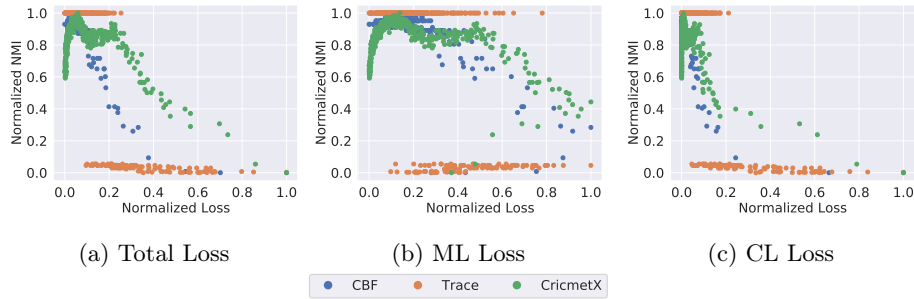 Normalized NMI
1.0
0.8
0.6
0.4
0.2
0.0
0.0 0.2 0.4 0.6 0.8 1.0
Normalized Loss
(a) Total Loss
Normalized NMI
1.0
0.8
0.6
0.4
0.2
0.0
0.0 0.2 0.4 0.6 0.8 1.0
Normalized Loss
(b) ML Loss
Normalized NMI
1.0
0.8
0.6
0.4
0.2
0.0
0.0 0.2 0.4 0.6 0.8 1.0
Normalized Loss
(c) CL Loss
CBF Trace CricmetX